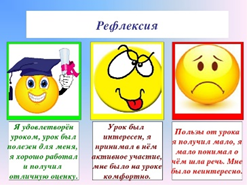 Рефлексия
Я удовлетворён
уроком, урок был
полезен для меня,
я хорошо работал
и получил
отличную оценку.
Урок был
интересен, я
принимал в нём
активное участие,
мне было на уроке
комфортно.
Пользы от урока
я получил мало, я
мало понимал о
чём шла речь. Мне
было неинтересно.